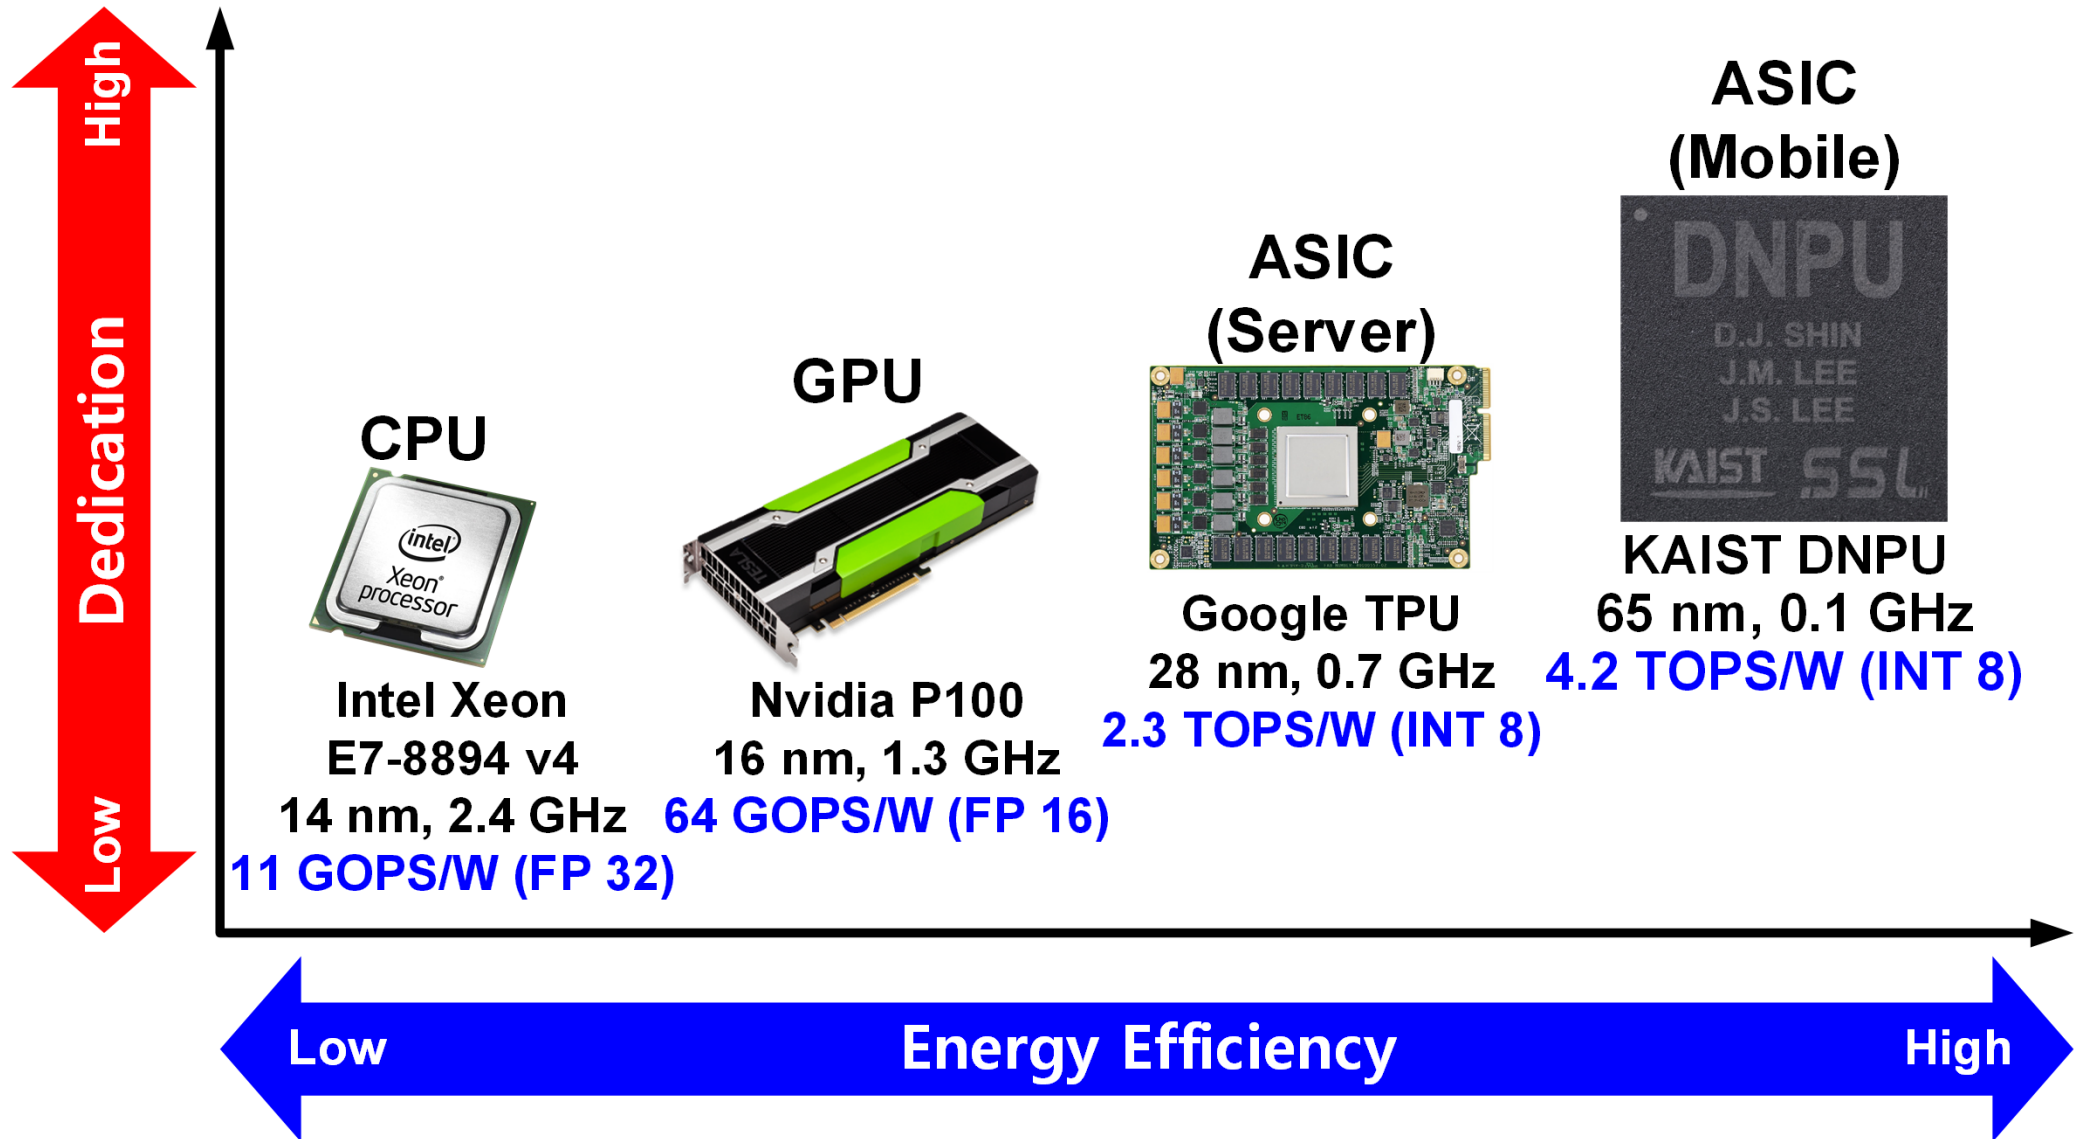 High
Dedication
Low
CPU
intel
Xeon®
processor
Intel Xeon
E7-8894 v4
14 nm, 2.4 GHz
11 GOPS/W (FP 32)
GPU
TESLA
Nvidia P100
16 nm, 1.3 GHz
64 GOPS/W (FP 16)
ASIC
(Server)
Google TPU
28 nm, 0.7 GHz
2.3 TOPS/W (INT 8)
ASIC
(Mobile)
DNPU
D.J. SHIN
J.M. LEE
J.S. LEE
KAIST SSL
KAIST DNPU
65 nm, 0.1 GHz
4.2 TOPS/W (INT 8)
Low
Energy Efficiency
High